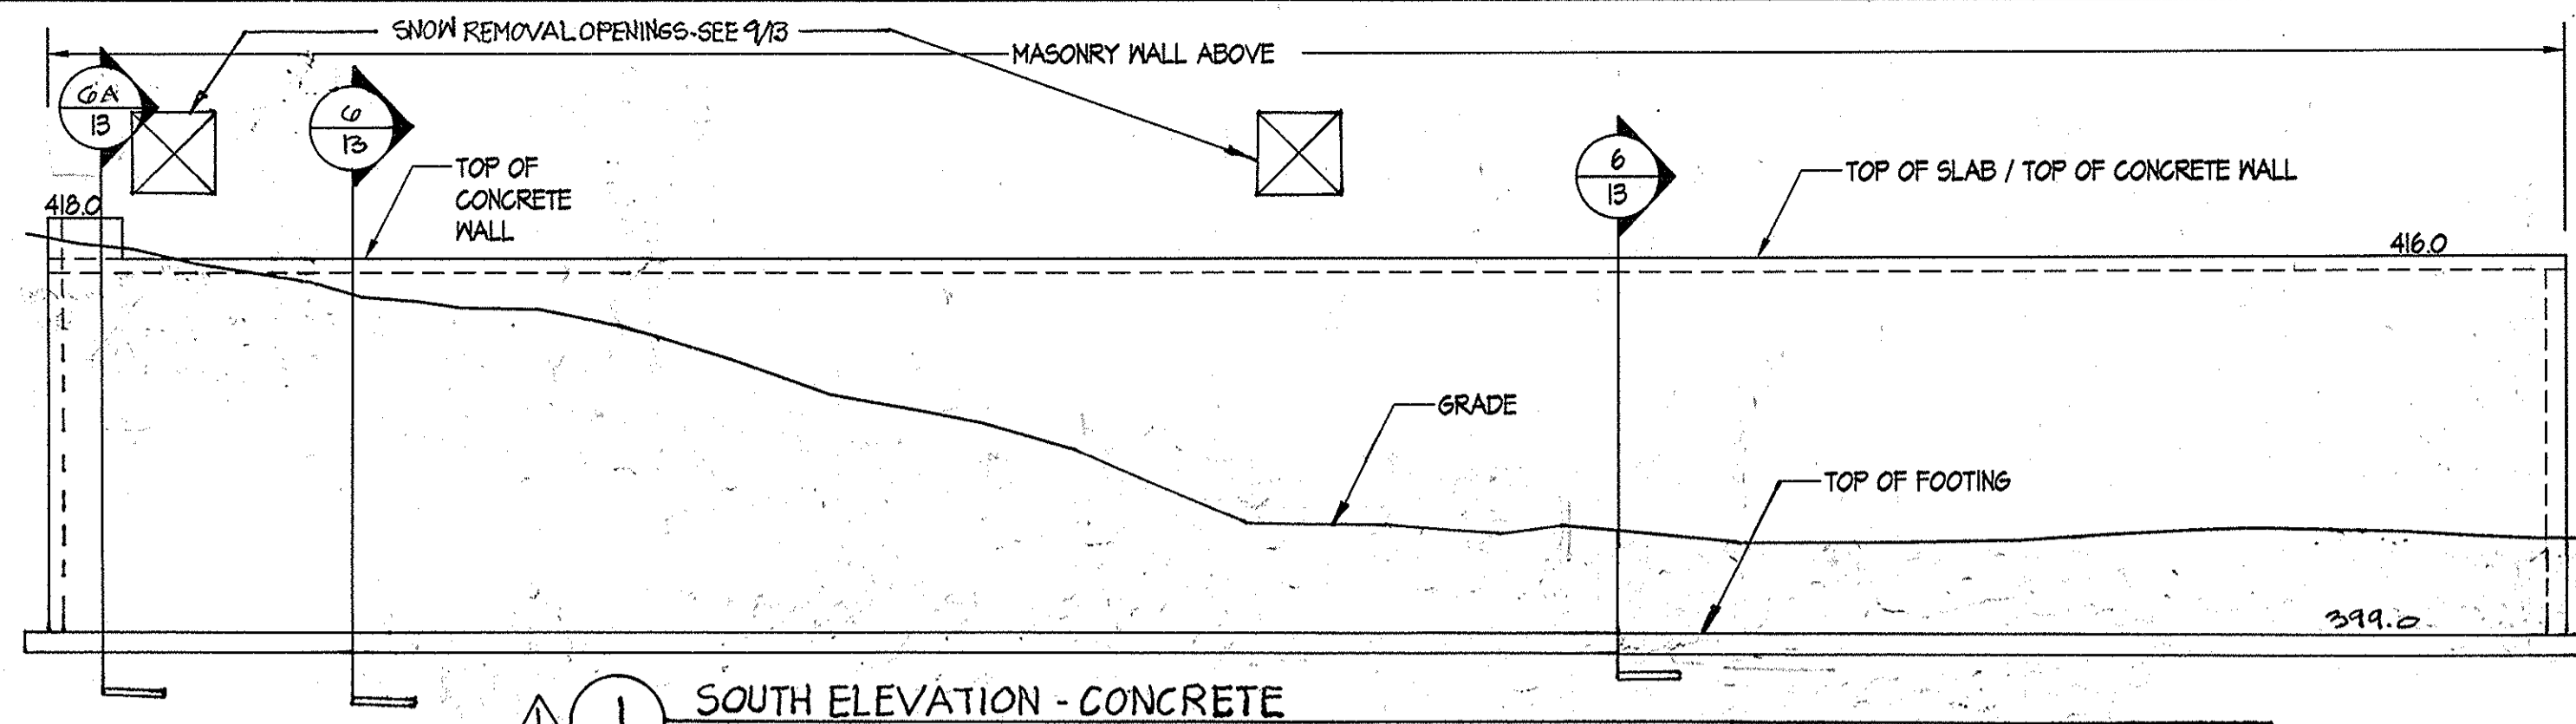 SNOW REMOVAL OPENINGS-SEE 9/13
MASONRY WALL ABOVE
6A
13
6
13
6
13
TOP OF
CONCRETE
WALL
TOP OF SLAB / TOP OF CONCRETE WALL
418.0
416.0
GRADE
TOP OF FOOTING
399.0
1
1
SOUTH ELEVATION - CONCRETE